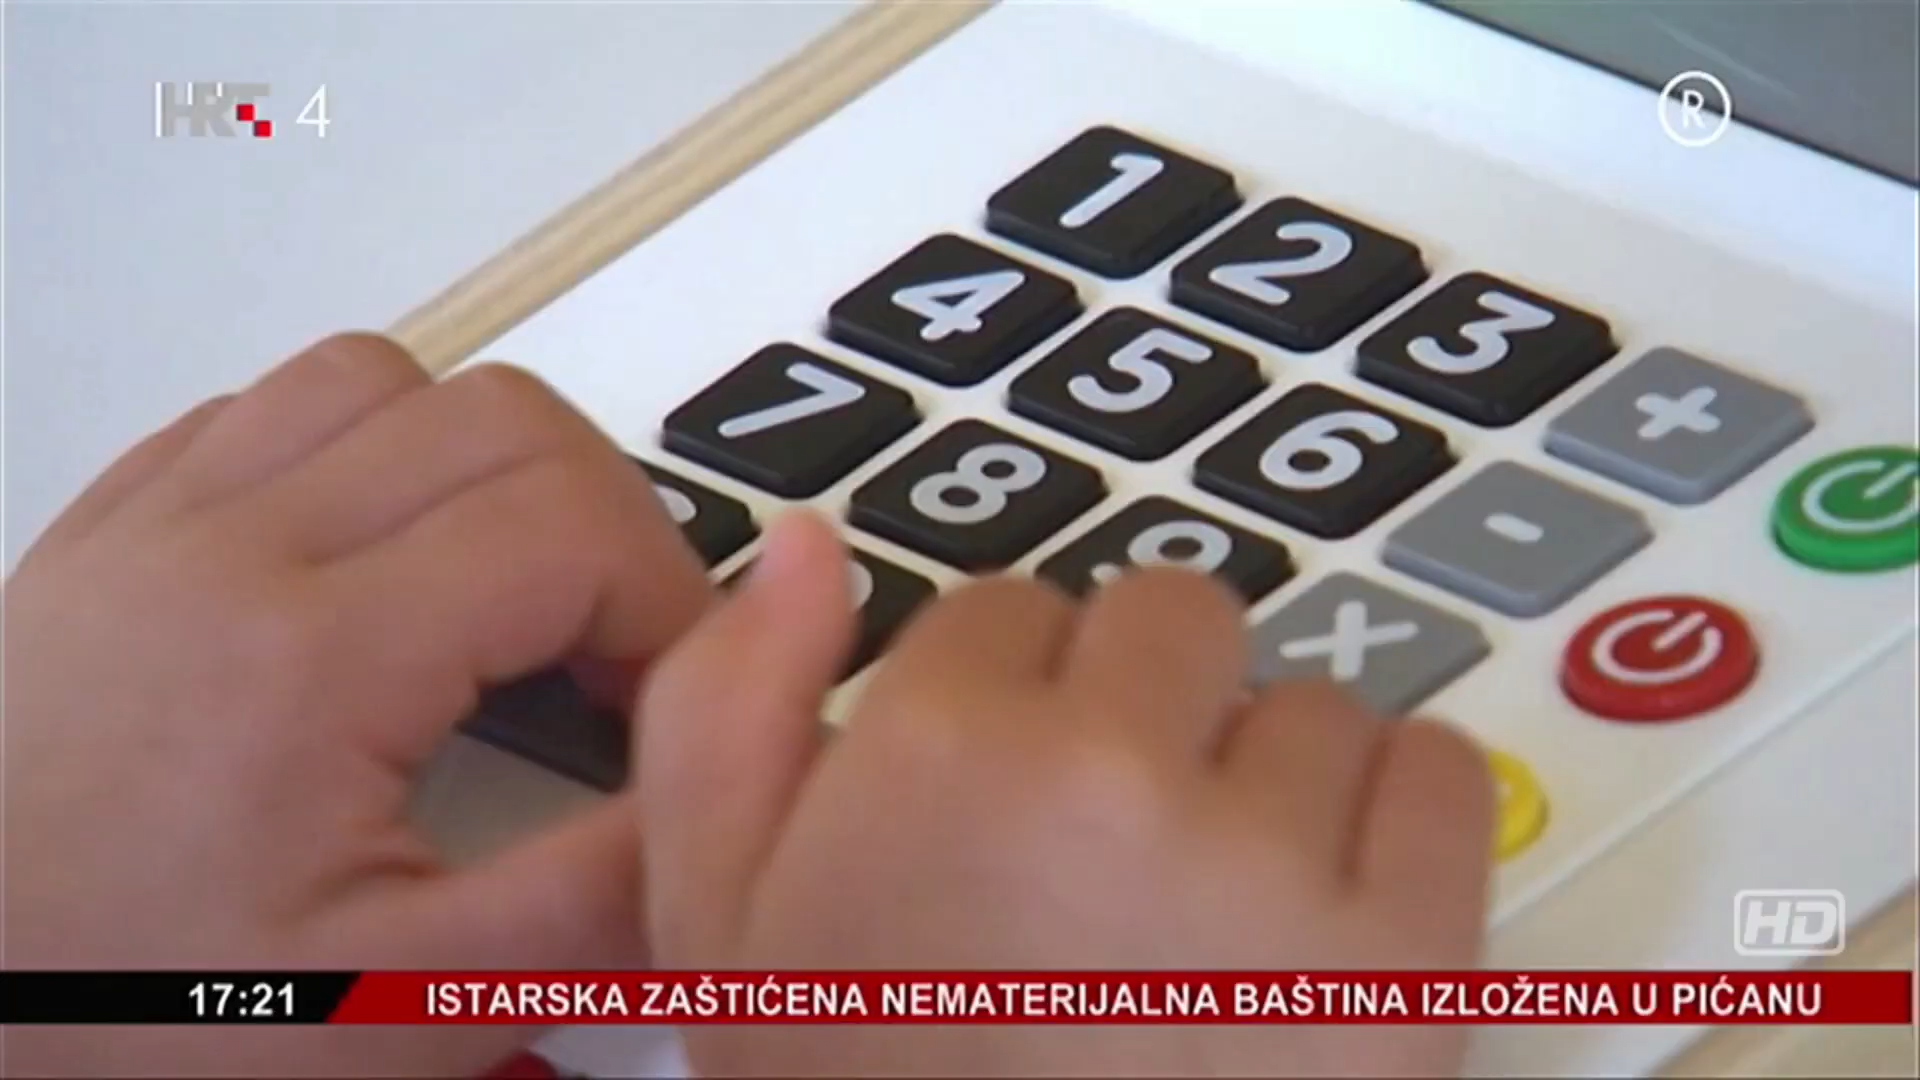 HRT 4
R
1
2
3
+
4
5
6
-
7
8
9
X
HD
17:21 ISTARSKA ZAŠTIĆENA NEMATERIJALNA BAŠTINA IZLOŽENA U PIĆANU